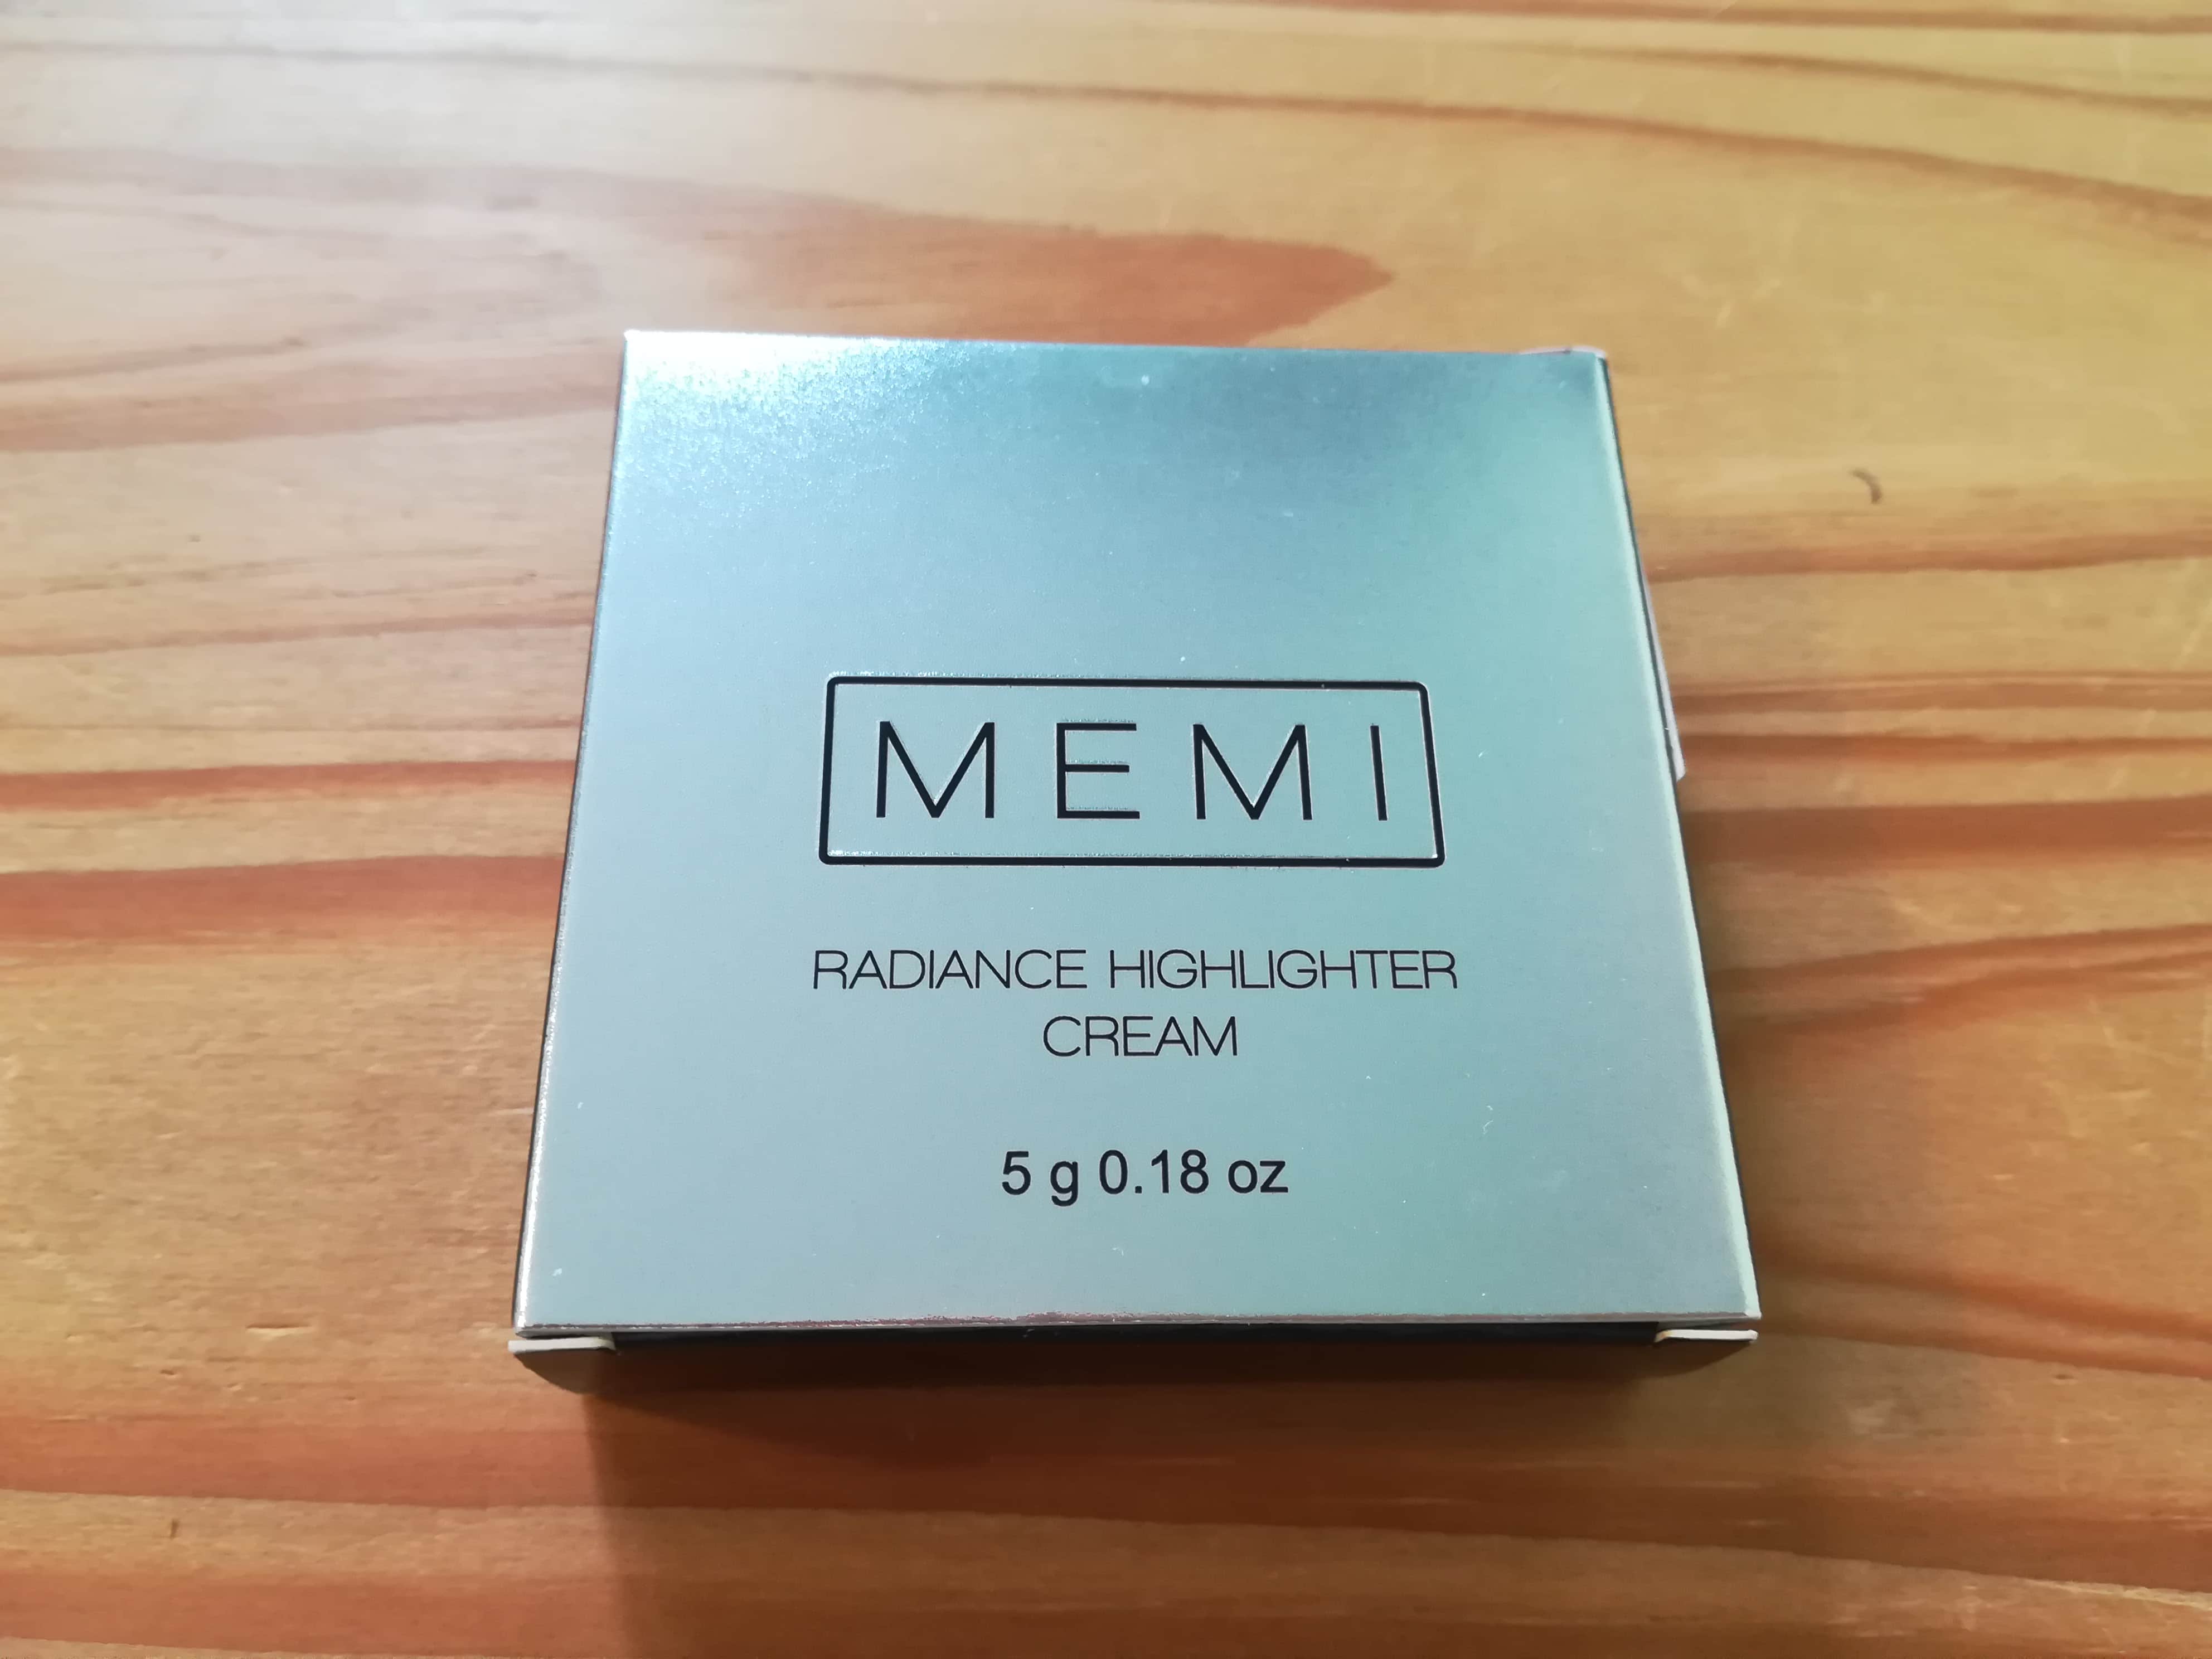 MEMI
RADIANCE HIGHLIGHTER
CREAM
5 g 0.18 oz